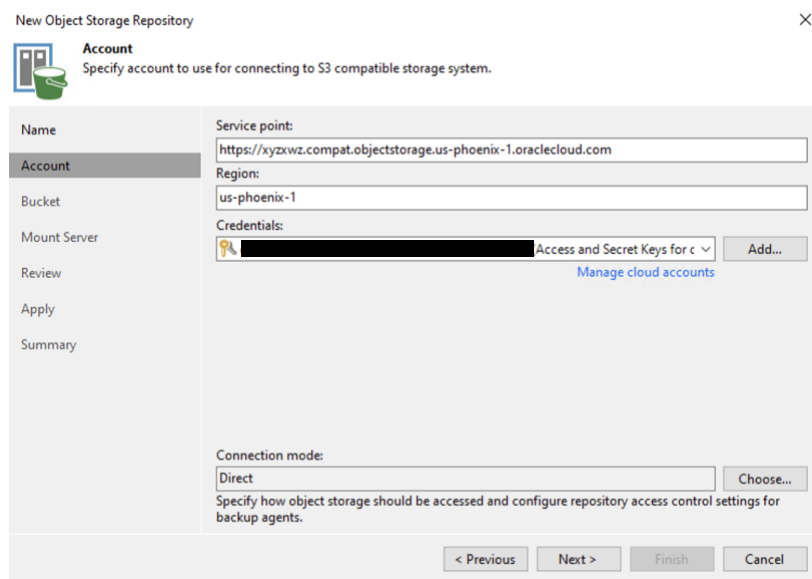 New Object Storage Repository
Account
Specify account to use for connecting to S3 compatible storage system.
Name
Account
Bucket
Mount Server
Review
Apply
Summary
Service point:
https://xyzxwz.compat.objectstorage.us-phoenix-1.oraclecloud.com
Region:
us-phoenix-1
Credentials:
Access and Secret Keys for c
Add...
Manage cloud accounts
Connection mode:
Direct
Choose...
Specify how object storage should be accessed and configure repository access control settings for
backup agents.
< Previous
Next >
Finish
Cancel